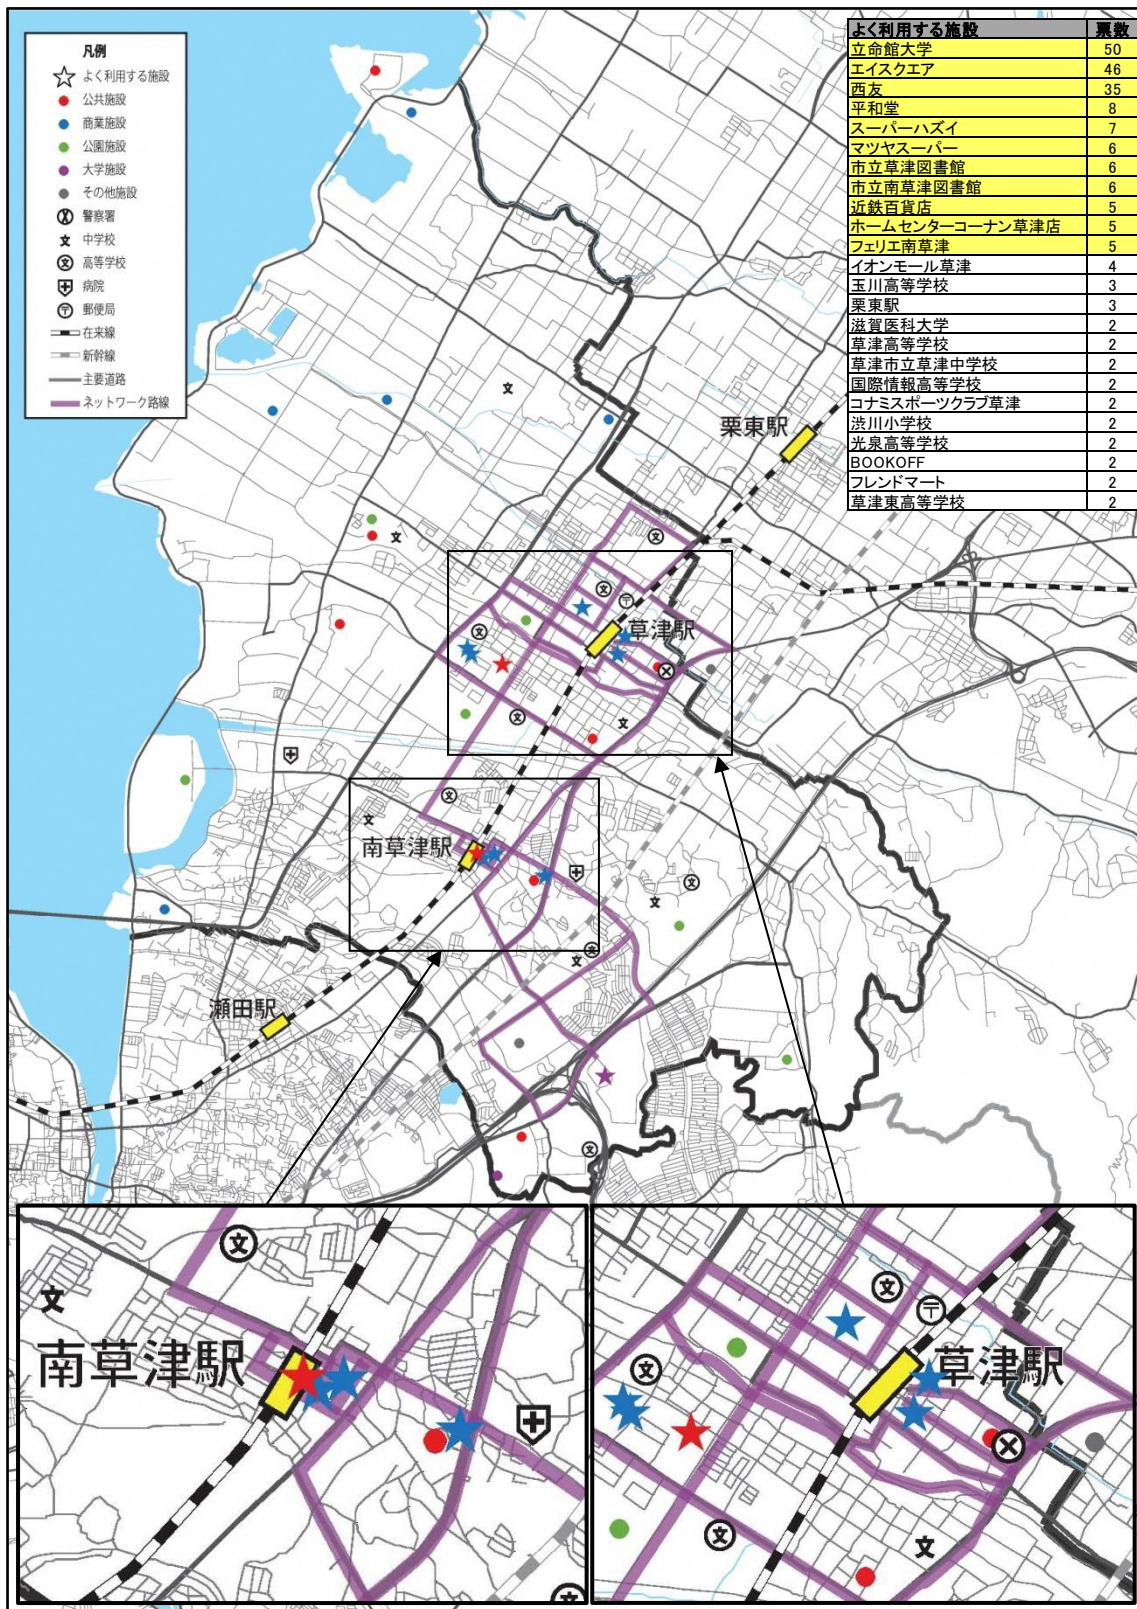 凡例
よく利用する施設
公共施設
商業施設
公園施設
大学施設
その他施設
警察署
中学校
高等学校
病院
郵便局
在来線
新幹線
主要道路
ネットワーク路線
よく利用する施設 票数
立命館大学 50
エイスクエア 46
西友 35
平和堂 8
スーパーハズイ 7
マツヤスーパー 6
市立草津図書館 6
市立南草津図書館 6
近鉄百貨店 5
ホームセンターコーナン草津店 5
フェリエ南草津 5
イオンモール草津 4
玉川高等学校 3
栗東駅 3
滋賀医科大学 2
草津高等学校 2
草津市立草津中学校 2
国際情報高等学校 2
コナミスポーツクラブ草津 2
渋川小学校 2
光泉高等学校 2
BOOKOFF 2
フレンドマート 2
草津東高等学校 2
栗東駅
草津駅
南草津駅
瀬田駅
南草津駅
草津駅